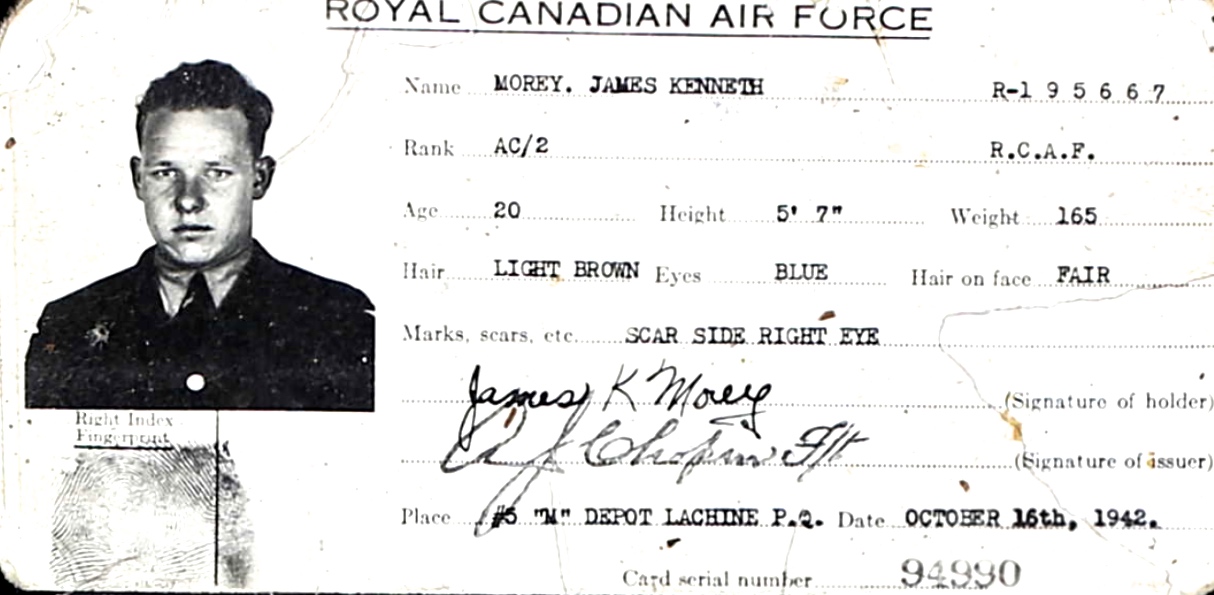 ROYAL CANADIAN AIR FORCE
Name MOREY. JAMES KENNETH R-1 9 5 6 6 7
Rank AC/2 R.C.A.F.
Age 20 Height 5' 7" Weight 165
Hair LIGHT BROWN Eyes BLUE Hair on face FAIR
Marks, scars, etc. SCAR SIDE RIGHT EYE
James K Morey (Signature of holder)
Right Index
Fingerprint
A J Chopin F/t (Signature of issuer)
Place #5 "M" DEPOT LACHINE P.Q. Date OCTOBER 16th, 1942.
Card serial number 94990